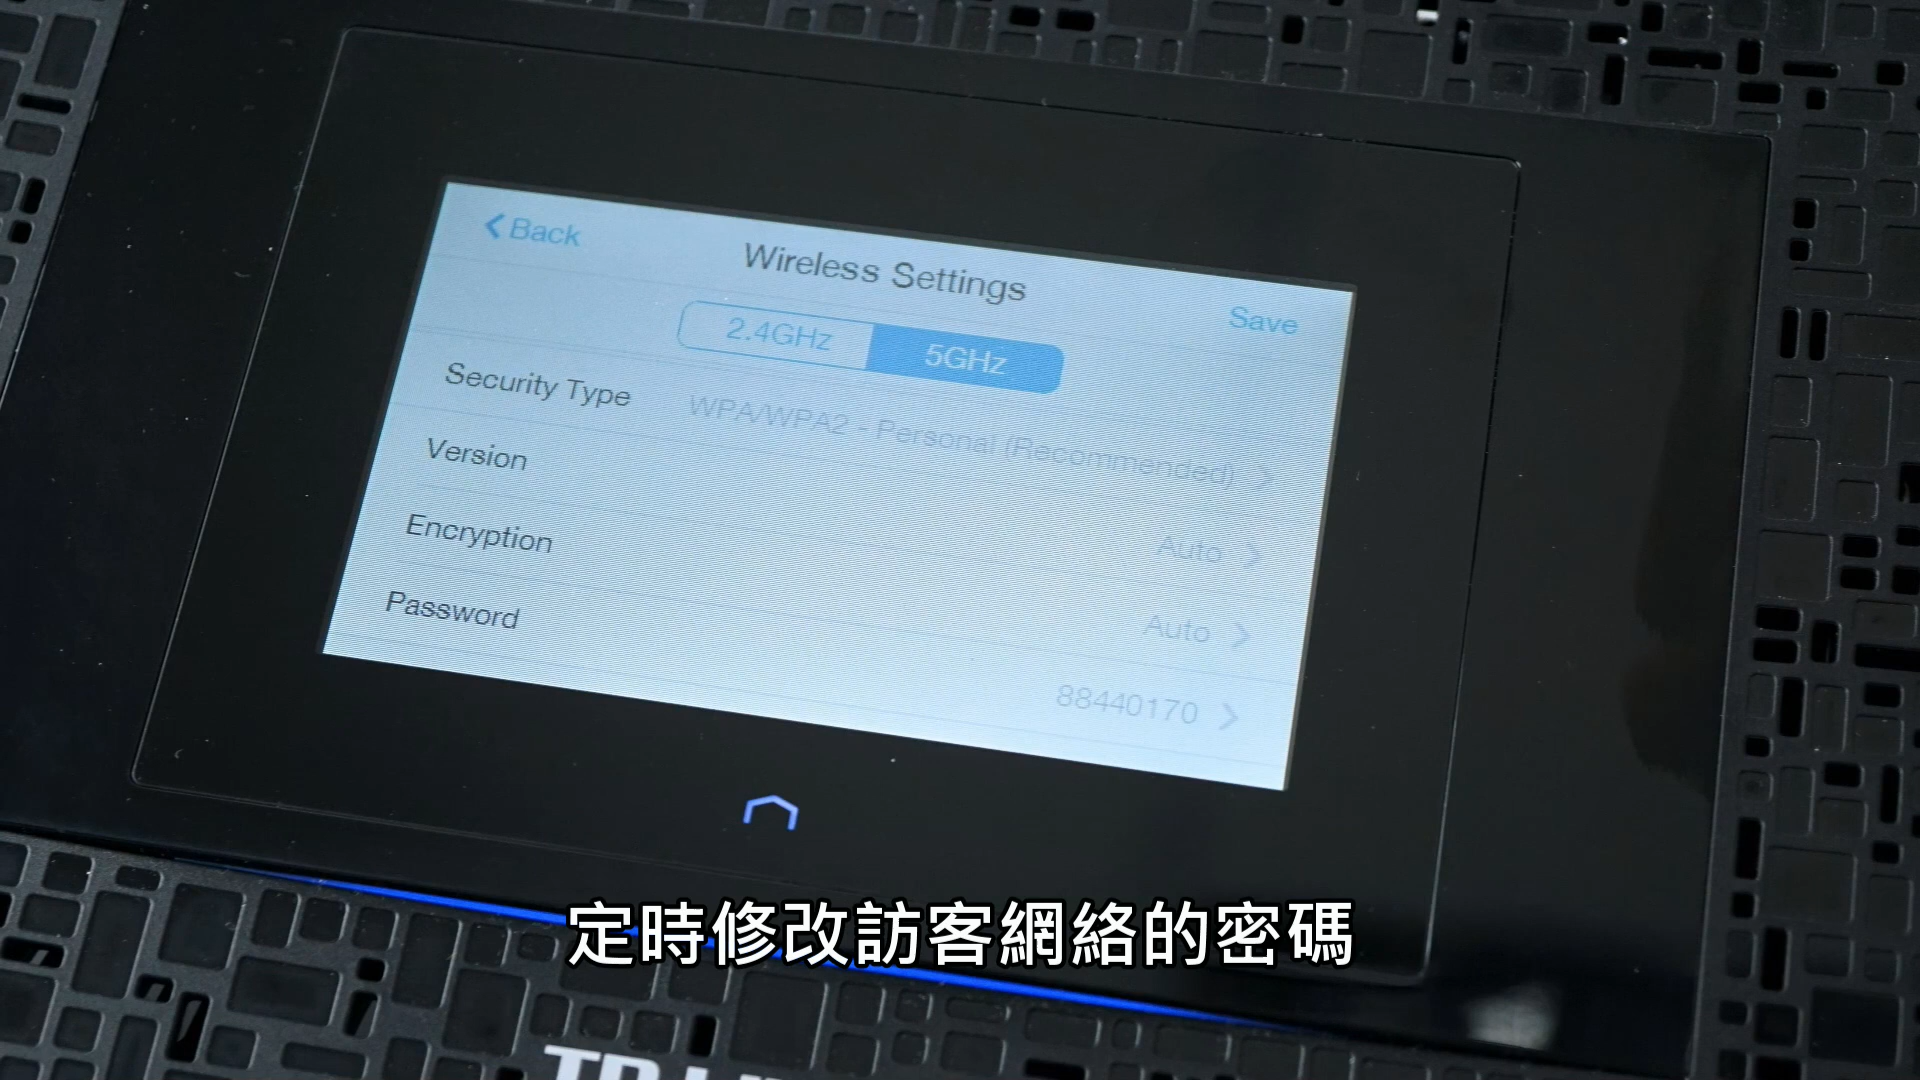 Back
Wireless Settings
Save
2.4GHz
5GHz
Security Type
WPA/WPA2 - Personal (Recommended)
Version
Auto
Encryption
Auto
Password
88440170
定時修改訪客網絡的密碼